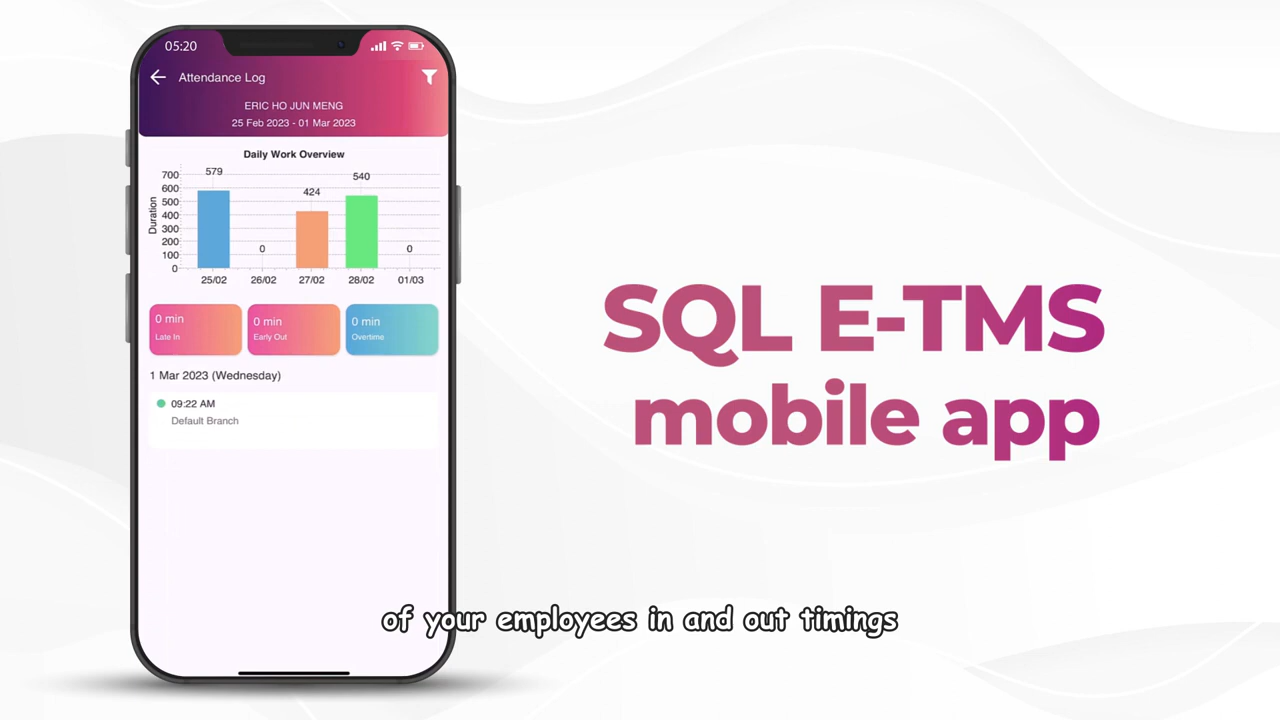 05:20
Attendance Log
ERIC HO JUN MENG
25 Feb 2023 - 01 Mar 2023
Daily Work Overview
Duration
700
600
500
400
300
200
100
0
579
0
424
540
0
25/02 26/02 27/02 28/02 01/03
0 min 0 min 0 min
Late In Early Out Overtime
1 Mar 2023 (Wednesday)
09:22 AM
Default Branch
SQL E-TMS
mobile app
of your employees in and out timings